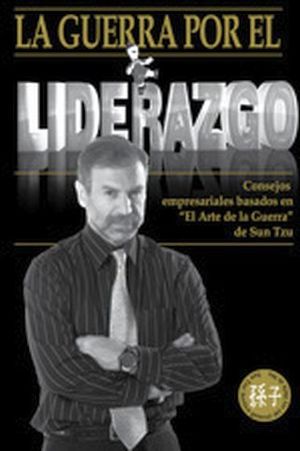 LA GUERRA POR EL
LIDERAZGO
Consejos
empresariales basados en
"El Arte de la Guerra"
de Sun Tzu
孫子